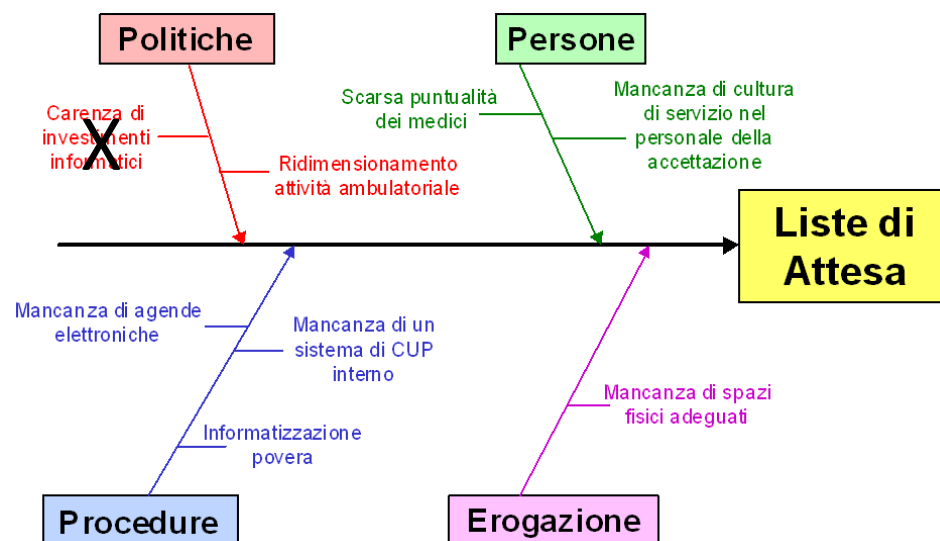 Politiche
Persone
Carenza di
investimenti
informatici
X
Ridimensionamento
attività ambulatoriale
Scarsa puntualità
dei medici
Mancanza di cultura
di servizio nel
personale della
accettazione
Liste di
Attesa
Mancanza di agende
elettroniche
Mancanza di un
sistema di CUP
interno
Informatizzazione
povera
Mancanza di spazi
fisici adeguati
Procedure
Erogazione